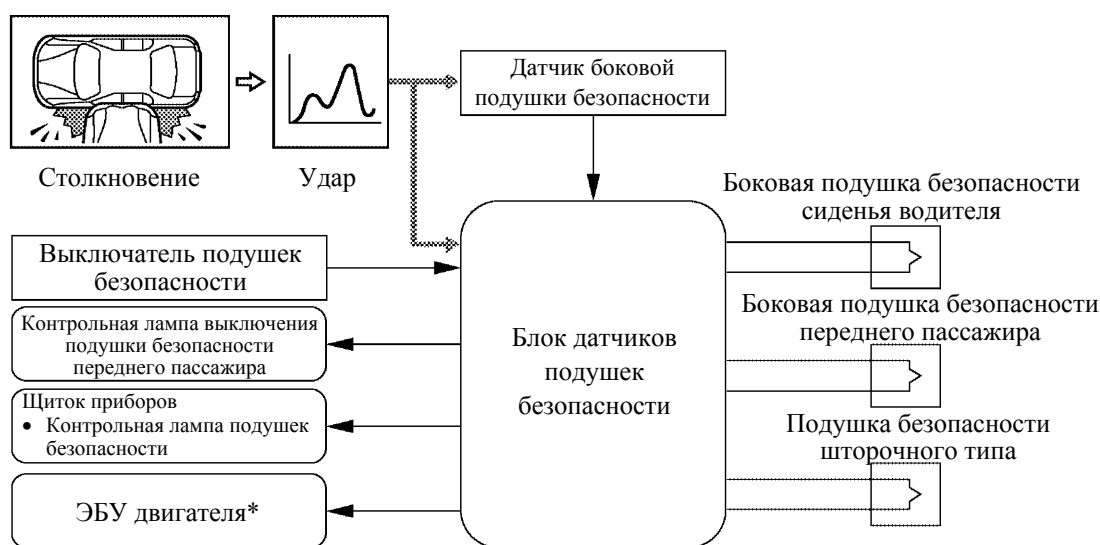 Датчик боковой
подушки безопасности
Столкновение
Удар
Боковая подушка безопасности
сиденья водителя
Выключатель подушек
безопасности
Контрольная лампа выключения
подушки безопасности
переднего пассажира
Блок датчиков
подушек
безопасности
Боковая подушка безопасности
переднего пассажира
Щиток приборов
• Контрольная лампа подушек
безопасности
Подушка безопасности
шторочного типа
ЭБУ двигателя*